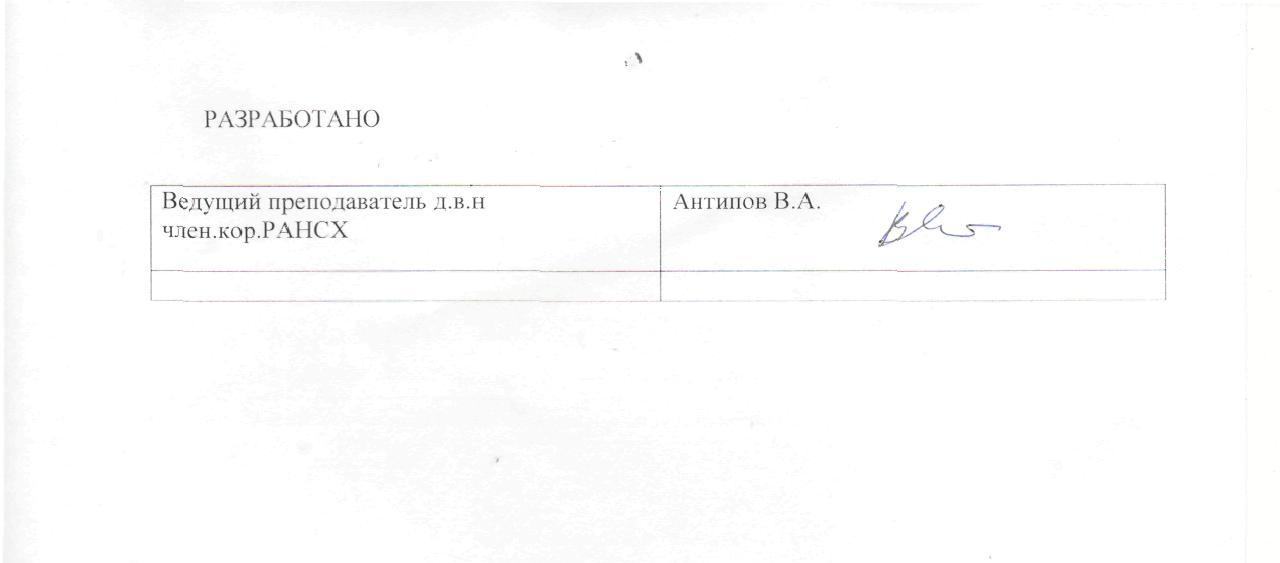 РАЗРАБОТАНО
Ведущий преподаватель д.в.н
член.кор.РАНСХ
Антипов В.А.